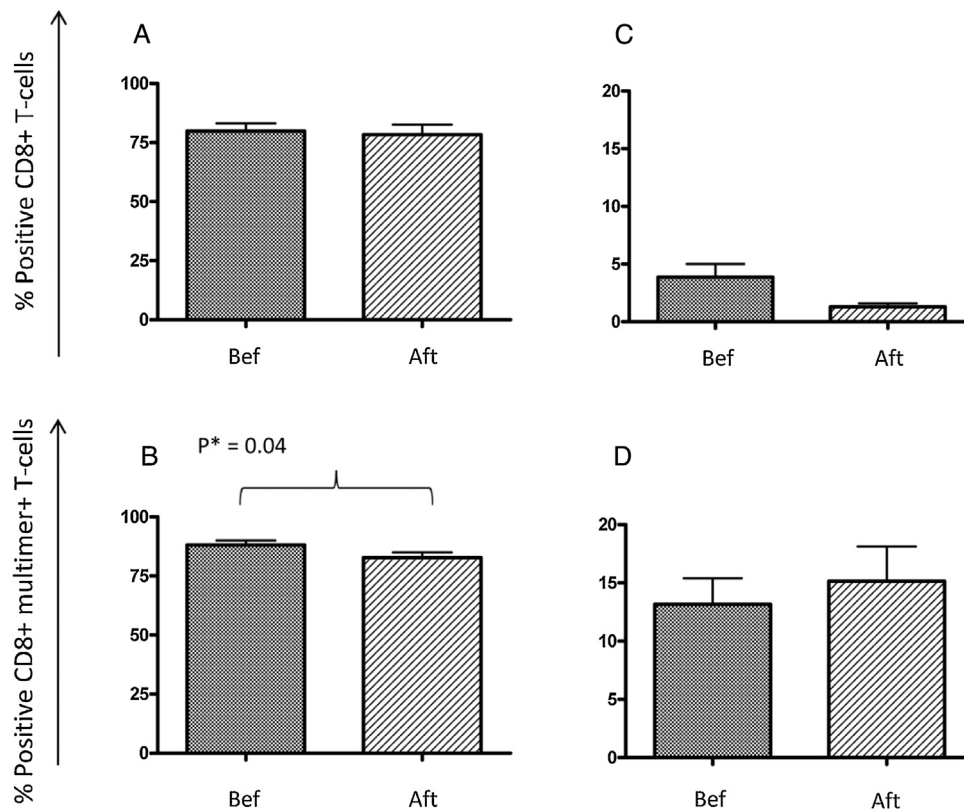 % Positive CD8+ T-cells
A
100
75
50
25
0
Bef Aft
C
20
15
10
5
0
Bef Aft
% Positive CD8+ multimer+ T-cells
B
P* = 0.04
100
75
50
25
0
Bef Aft
D
20
15
10
5
0
Bef Aft